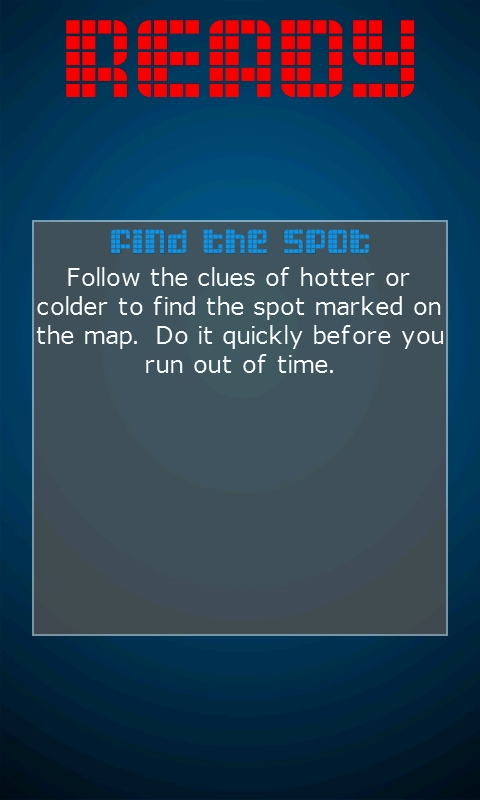 READY
Find the Spot
Follow the clues of hotter or
colder to find the spot marked on
the map.  Do it quickly before you
run out of time.